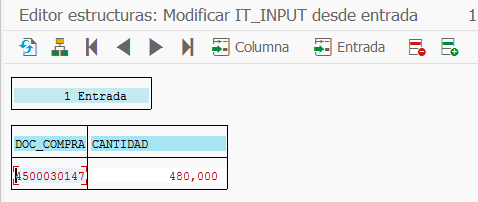 Editor estructuras: Modificar IT_INPUT desde entrada 1
Columna Entrada
1 Entrada
DOC_COMPRA CANTIDAD
4500030147 480,000